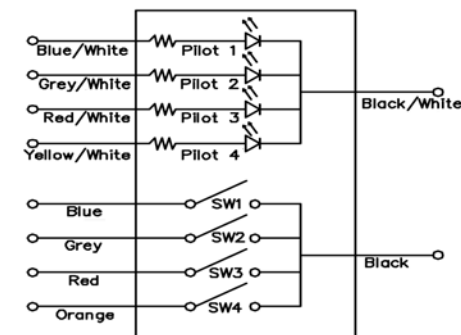 Blue/White
Pilot 1
Grey/White
Pilot 2
Black/White
Red/White
Pilot 3
Yellow/White
Pilot 4
Blue
SW1
Grey
SW2
Black
Red
SW3
Orange
SW4